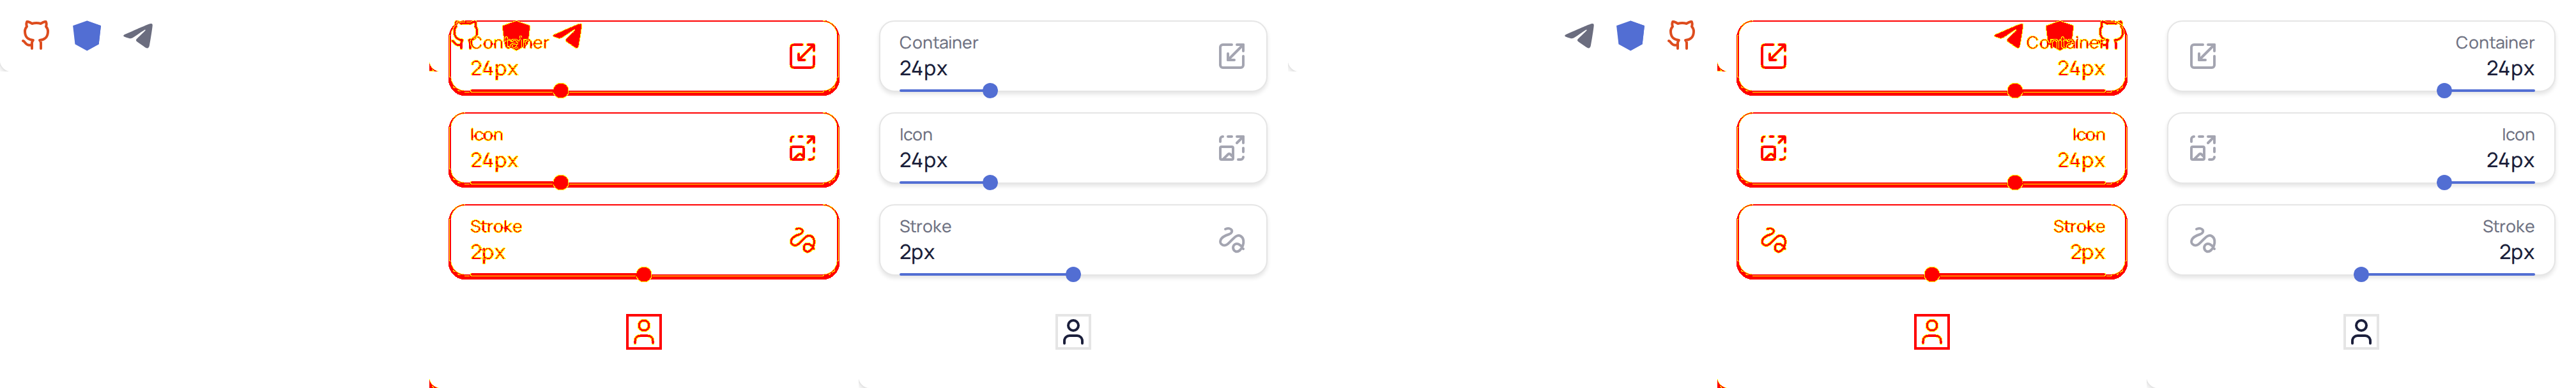 Container
24px
Icon
24px
Stroke
2px
Container
24px
Icon
24px
Stroke
2px
Container
24px
Icon
24px
Stroke
2px
Container
24px
Icon
24px
Stroke
2px